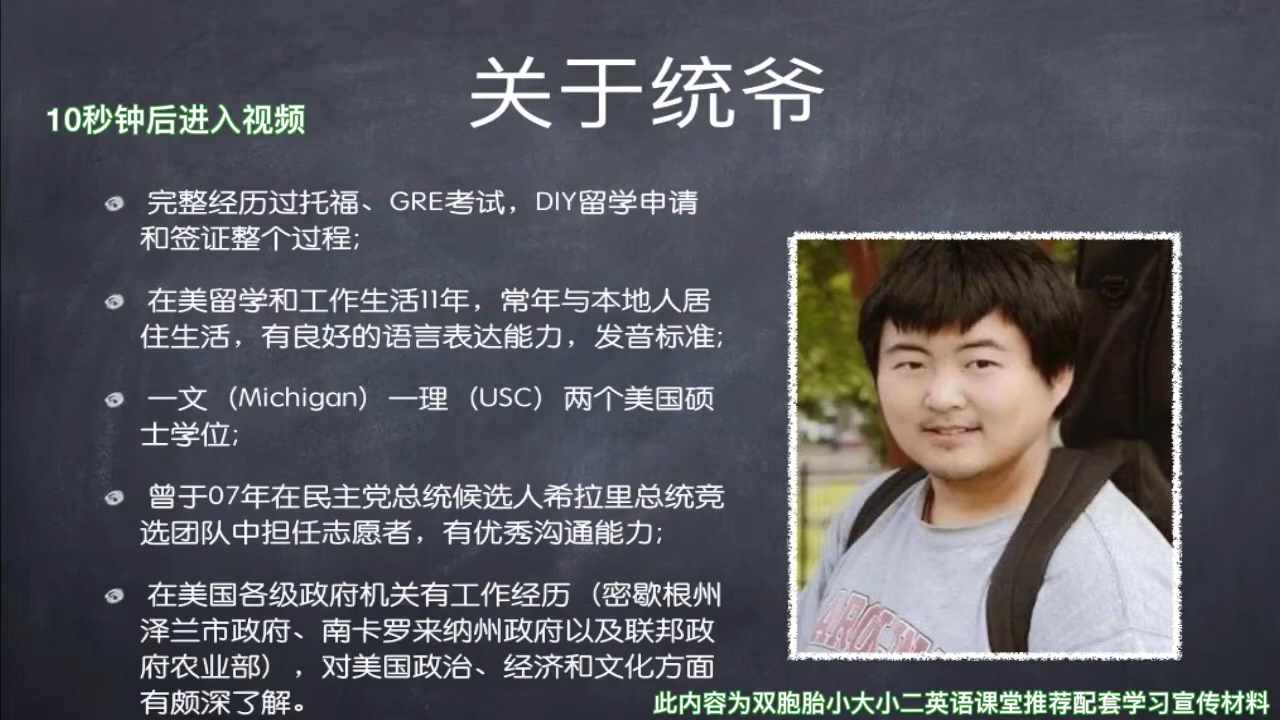 关于统爷
10秒钟后进入视频
完整经历过托福、GRE考试，DIY留学申请
和签证整个过程;
在美留学和工作生活11年，常年与本地人居
住生活，有良好的语言表达能力，发音标准;
一文（Michigan）一理（USC）两个美国硕
士学位;
曾于07年在民主党总统候选人希拉里总统竞
选团队中担任志愿者，有优秀沟通能力;
在美国各级政府机关有工作经历（密歇根州
泽兰市政府、南卡罗来纳州政府以及联邦政
府农业部），对美国政治、经济和文化方面
有颇深了解。
此内容为双胞胎小大小二英语课堂推荐配套学习宣传材料